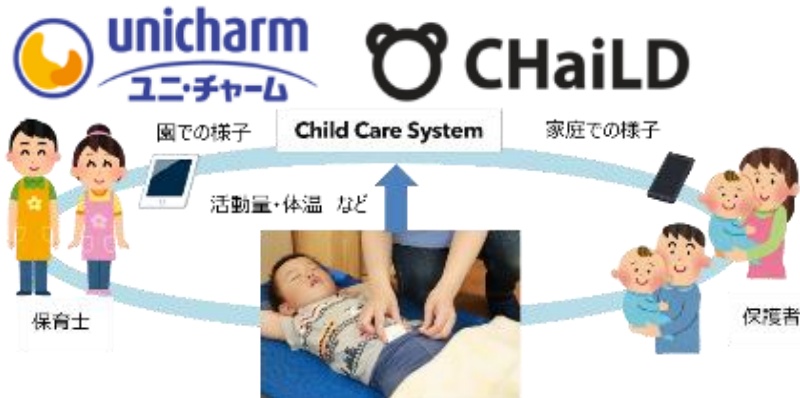 unicharm
ユニ・チャーム
CHaiLD
園での様子
Child Care System
家庭での様子
活動量・体温 など
保育士
保護者